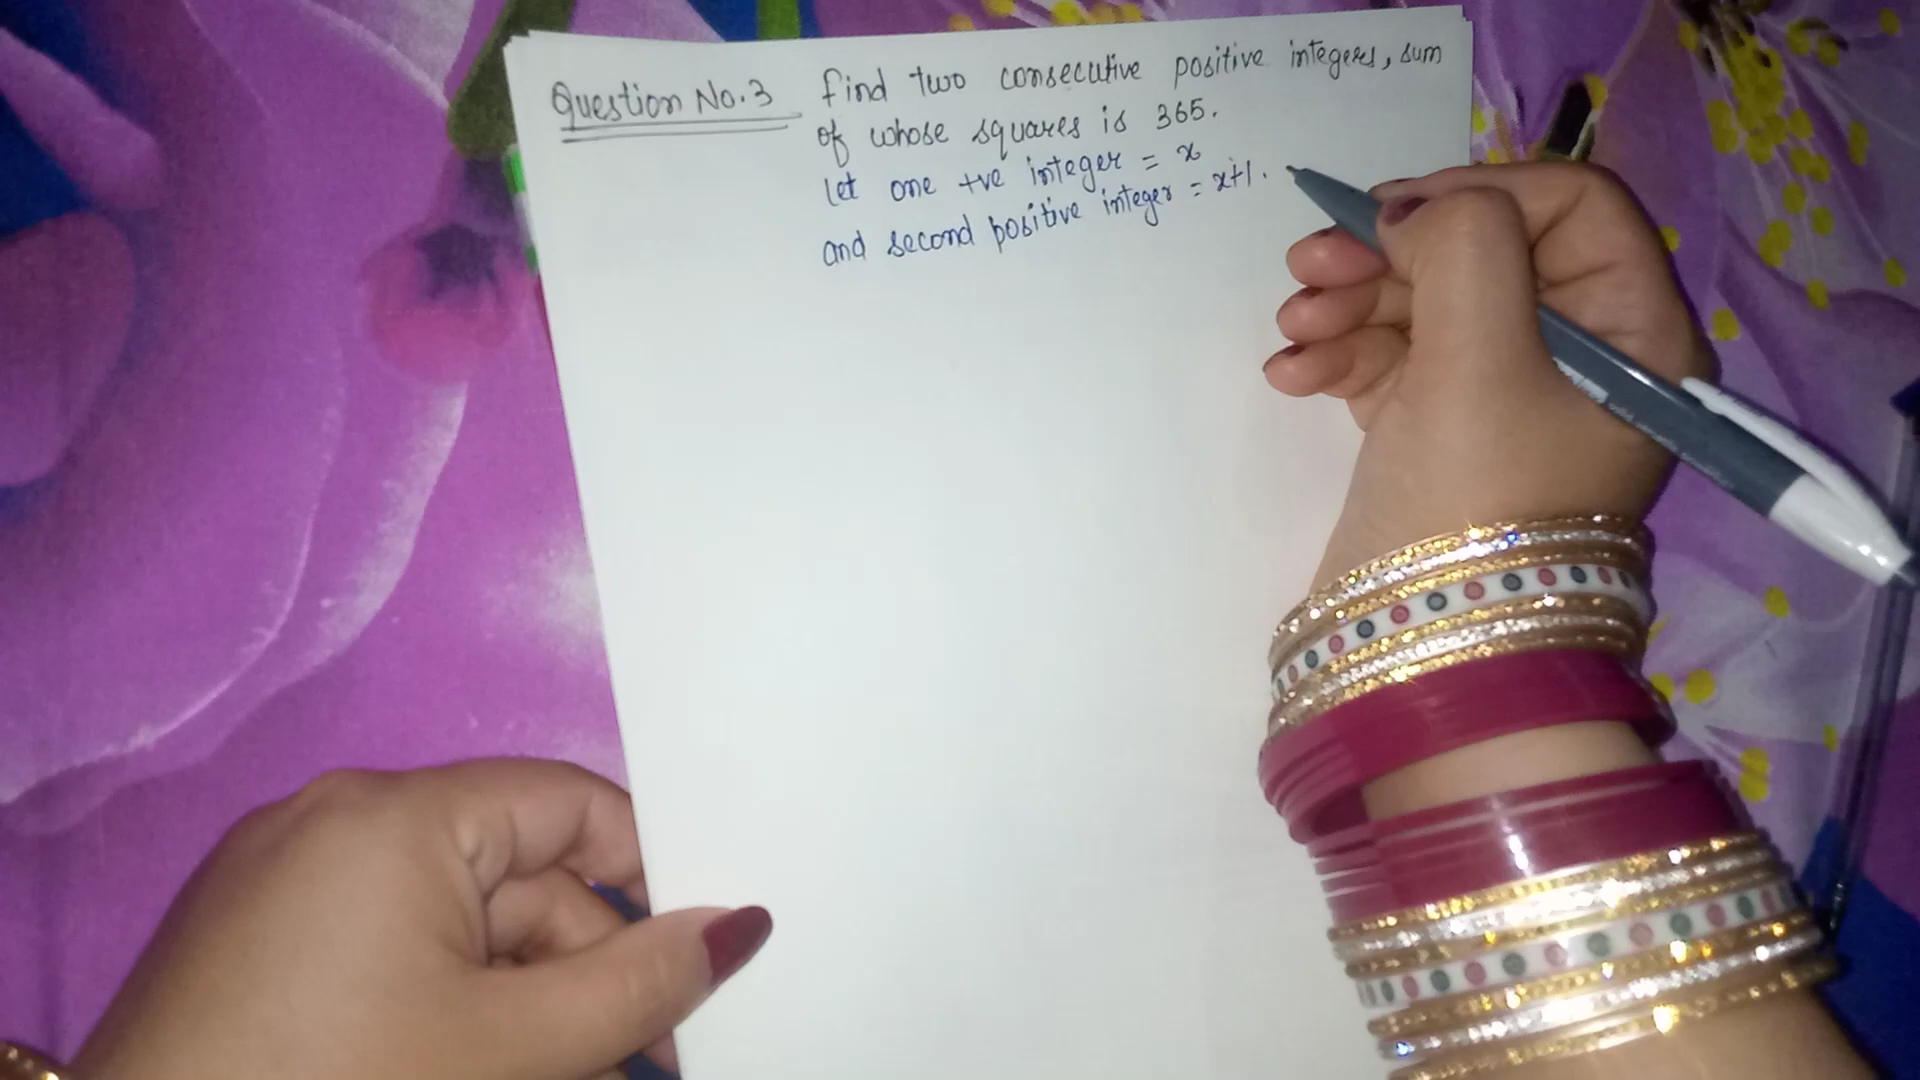 Question No.3 find two consecutive positive integers, sum
of whose squares is 365.
let one +ve integer = x
and second positive integer = x+1.